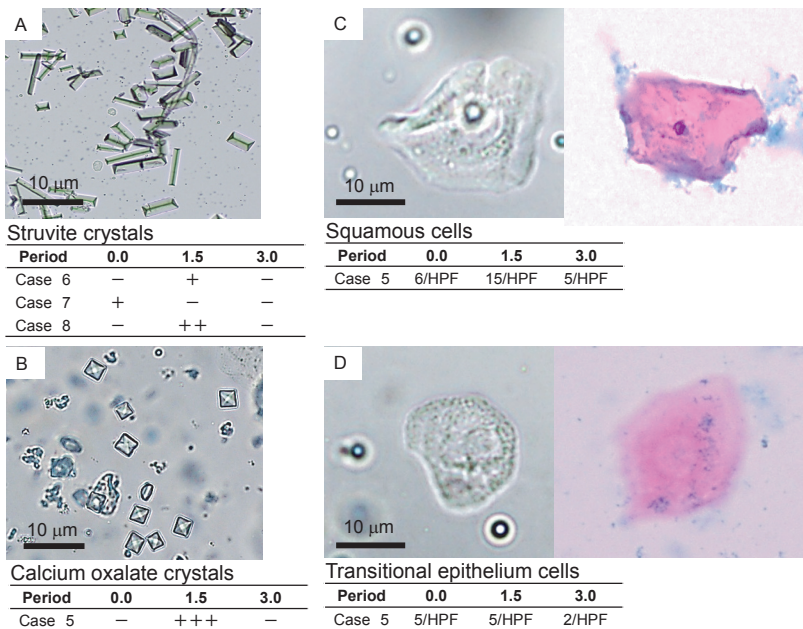 A
10 µm
Struvite crystals
Period 0.0 1.5 3.0
Case 6 − + −
Case 7 + − −
Case 8 − ++ −
B
10 µm
Calcium oxalate crystals
Period 0.0 1.5 3.0
Case 5 − +++ −
C
10 µm
Squamous cells
Period 0.0 1.5 3.0
Case 5 6/HPF 15/HPF 5/HPF
D
10 µm
Transitional epithelium cells
Period 0.0 1.5 3.0
Case 5 5/HPF 5/HPF 2/HPF